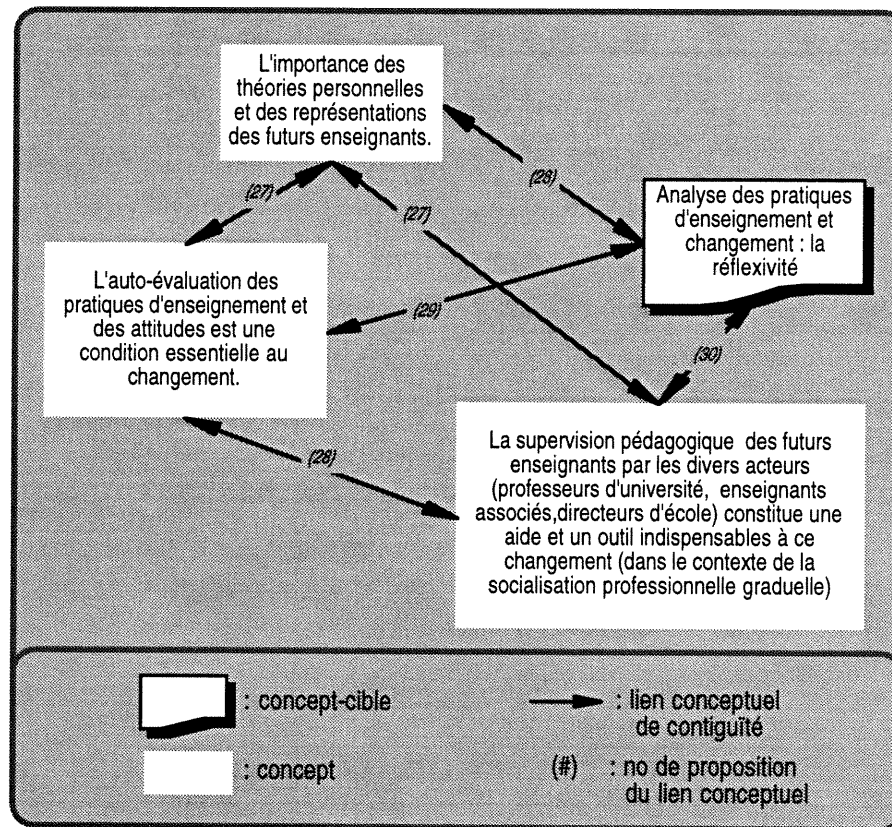 L'importance des
théories personnelles
et des représentations
des futurs enseignants.
(26)
(27)
(27)
Analyse des pratiques
d'enseignement et
changement : la
réflexivité
L'auto-évaluation des
pratiques d'enseignement et
des attitudes est une
condition essentielle au
changement.
(29)
(30)
(28)
La supervision pédagogique des futurs
enseignants par les divers acteurs
(professeurs d'université, enseignants
associés,directeurs d'école) constitue une
aide et un outil indispensables à ce
changement (dans le contexte de la
socialisation professionnelle graduelle)
: concept-cible
: lien conceptuel
de contiguïté
: concept
(#) : no de proposition
du lien conceptuel